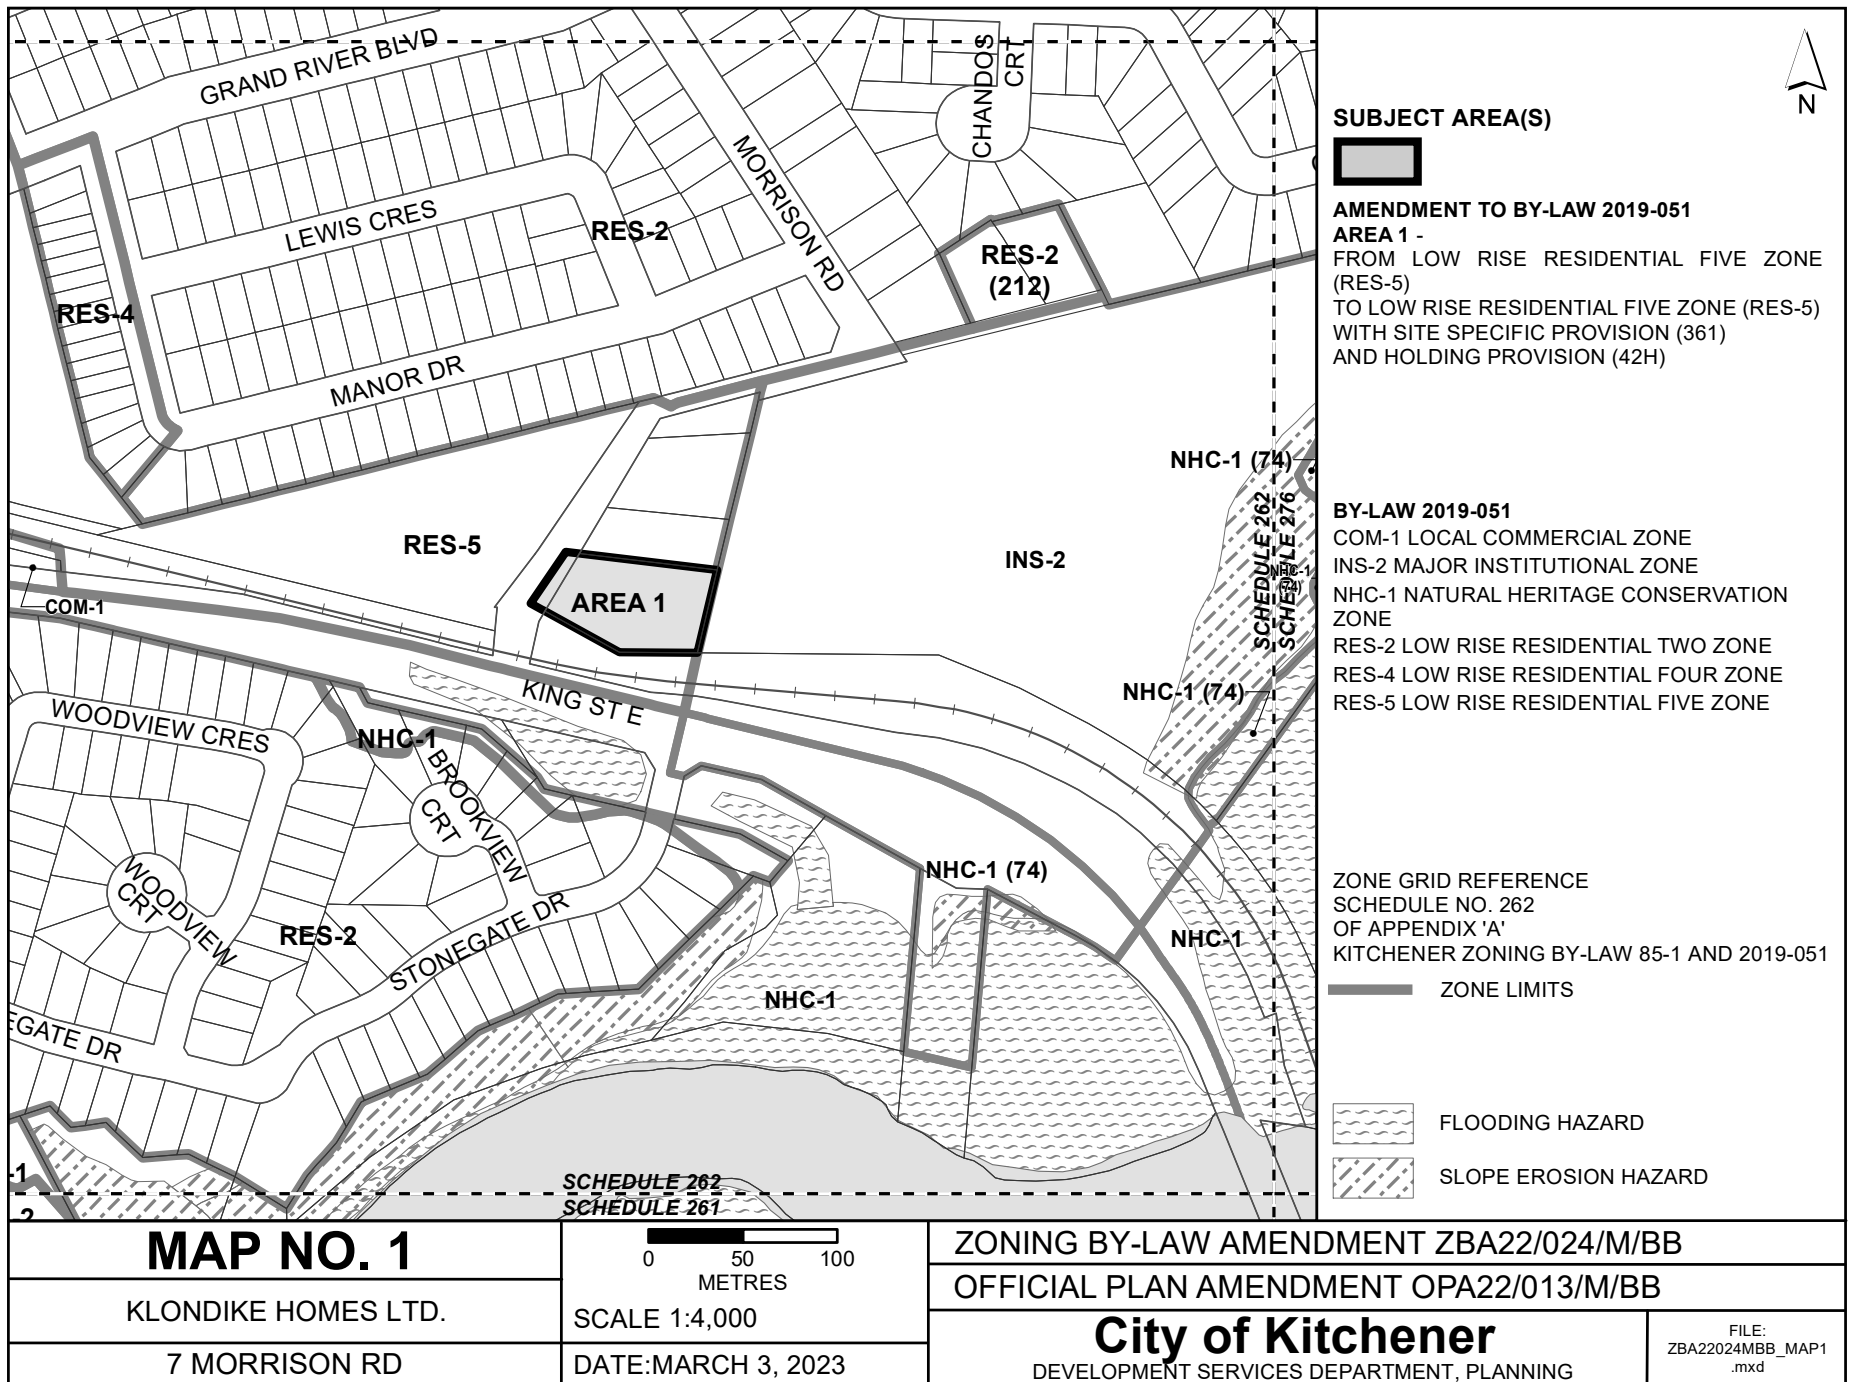 GRAND RIVER BLVD
CHANDOS
CRT
MORRISON RD
LEWIS CRES
RES-2
RES-2
(212)
RES-4
MANOR DR
NHC-1 (74)
SCHEDULE 262
SCHEDULE 276
RES-5
INS-2
NHC-1
(74)
AREA 1
COM-1
KING ST E
NHC-1 (74)
WOODVIEW CRES
NHC-1
BROOKVIEW
CRT
NHC-1 (74)
WOODVIEW
CRT
RES-2
STONEGATE DR
NHC-1
NHC-1
EGATE DR
-1
-2
SCHEDULE 262
SCHEDULE 261
N
SUBJECT AREA(S)
AMENDMENT TO BY-LAW 2019-051
AREA 1 -
FROM LOW RISE RESIDENTIAL FIVE ZONE
(RES-5)
TO LOW RISE RESIDENTIAL FIVE ZONE (RES-5)
WITH SITE SPECIFIC PROVISION (361)
AND HOLDING PROVISION (42H)
BY-LAW 2019-051
COM-1 LOCAL COMMERCIAL ZONE
INS-2 MAJOR INSTITUTIONAL ZONE
NHC-1 NATURAL HERITAGE CONSERVATION
ZONE
RES-2 LOW RISE RESIDENTIAL TWO ZONE
RES-4 LOW RISE RESIDENTIAL FOUR ZONE
RES-5 LOW RISE RESIDENTIAL FIVE ZONE
ZONE GRID REFERENCE
SCHEDULE NO. 262
OF APPENDIX 'A'
KITCHENER ZONING BY-LAW 85-1 AND 2019-051
ZONE LIMITS
FLOODING HAZARD
SLOPE EROSION HAZARD
MAP NO. 1
KLONDIKE HOMES LTD.
7 MORRISON RD
0 50 100
METRES
SCALE 1:4,000
DATE:MARCH 3, 2023
ZONING BY-LAW AMENDMENT ZBA22/024/M/BB
OFFICIAL PLAN AMENDMENT OPA22/013/M/BB
City of Kitchener
DEVELOPMENT SERVICES DEPARTMENT, PLANNING
FILE:
ZBA22024MBB_MAP1
.mxd